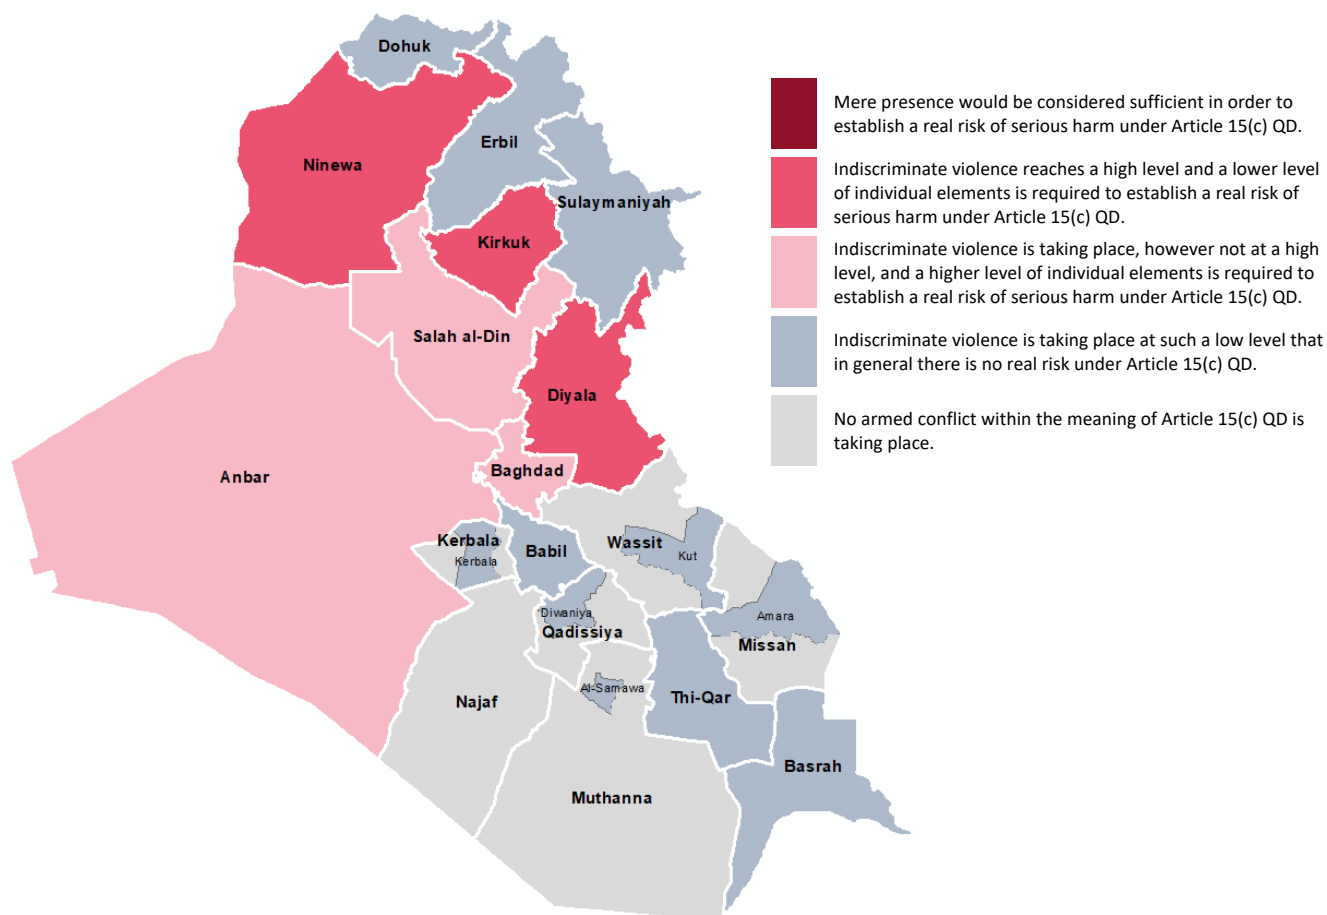 Dohuk
Ninewa
Erbil
Sulaymaniyah
Kirkuk
Salah al-Din
Diyala
Anbar
Baghdad
Kerbala
Kerbala
Babil
Wassit
Kut
Diwaniya
Qadissiya
Amara
Missan
Najaf
Al-Samawa
Thi-Qar
Muthanna
Basrah
Mere presence would be considered sufficient in order to
establish a real risk of serious harm under Article 15(c) QD.
Indiscriminate violence reaches a high level and a lower level
of individual elements is required to establish a real risk of
serious harm under Article 15(c) QD.
Indiscriminate violence is taking place, however not at a high
level, and a higher level of individual elements is required to
establish a real risk of serious harm under Article 15(c) QD.
Indiscriminate violence is taking place at such a low level that
in general there is no real risk under Article 15(c) QD.
No armed conflict within the meaning of Article 15(c) QD is
taking place.